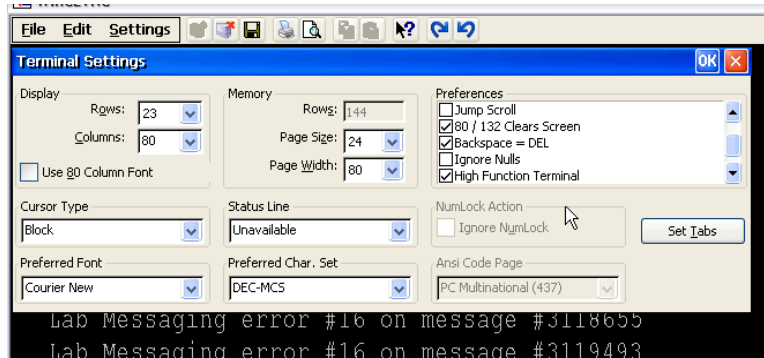 File Edit Settings
Terminal Settings OK
Display
Rows: 23
Columns: 80
Use 80 Column Font
Memory
Rows: 144
Page Size: 24
Page Width: 80
Preferences
Jump Scroll
80 / 132 Clears Screen
Backspace = DEL
Ignore Nulls
High Function Terminal
Cursor Type
Block
Status Line
Unavailable
NumLock Action
Ignore NumLock
Set Tabs
Preferred Font
Courier New
Preferred Char. Set
DEC-MCS
Ansi Code Page
PC Multinational (437)
Lab Messaging error #16 on message #3118655
Lab Messaging error #16 on message #3119493